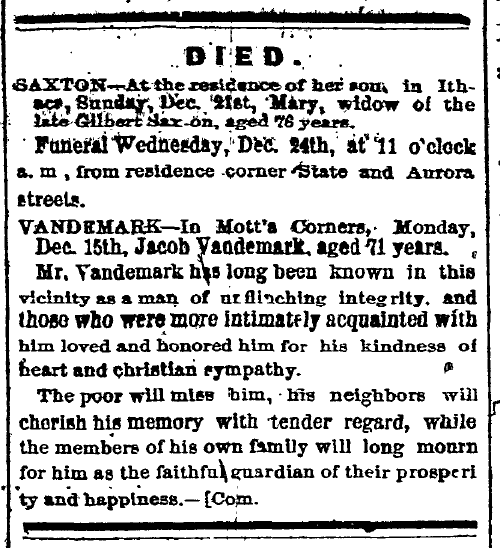 DIED.
SAXTON—At the residence of her son, in Ith-
aca, Sunday, Dec. 21st, Mary, widow of the
late Gilbert Saxton, aged 76 years.
Funeral Wednesday, Dec. 24th, at 11 o'clock
a. m , from residence corner State and Aurora
streets.
VANDEMARK—In Mott's Corners, Monday,
Dec. 15th, Jacob Vandemark, aged 71 years.
Mr. Vandemark has long been known in this
vicinity as a man of unflinching integrity, and
those who were more intimately acquainted with
him loved and honored him for his kindness of
heart and christian sympathy.
The poor will miss him, his neighbors will
cherish his memory with tender regard, while
the members of his own family will long mourn
for him as the faithful guardian of their prosperi
ty and happiness.—[Com.